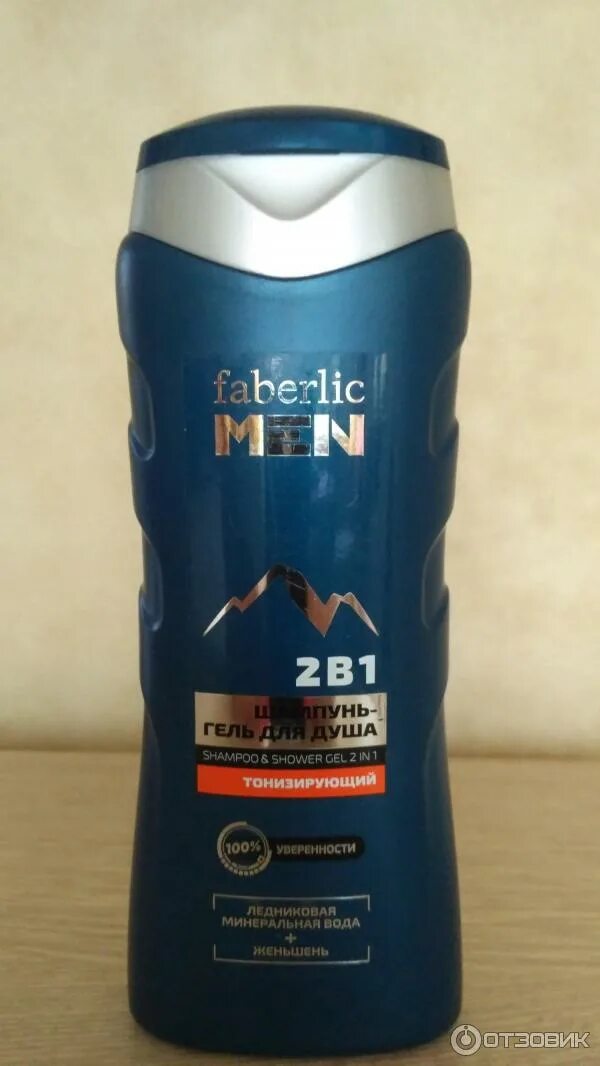 faberlic
MEN
2В1
ШАМПУНЬ-
ГЕЛЬ ДЛЯ ДУША
SHAMPOO & SHOWER GEL 2 IN 1
ТОНИЗИРУЮЩИЙ
100% УВЕРЕННОСТИ
ЛЕДНИКОВАЯ
МИНЕРАЛЬНАЯ ВОДА
+
ЖЕНЬШЕНЬ
ОТЗОВИК